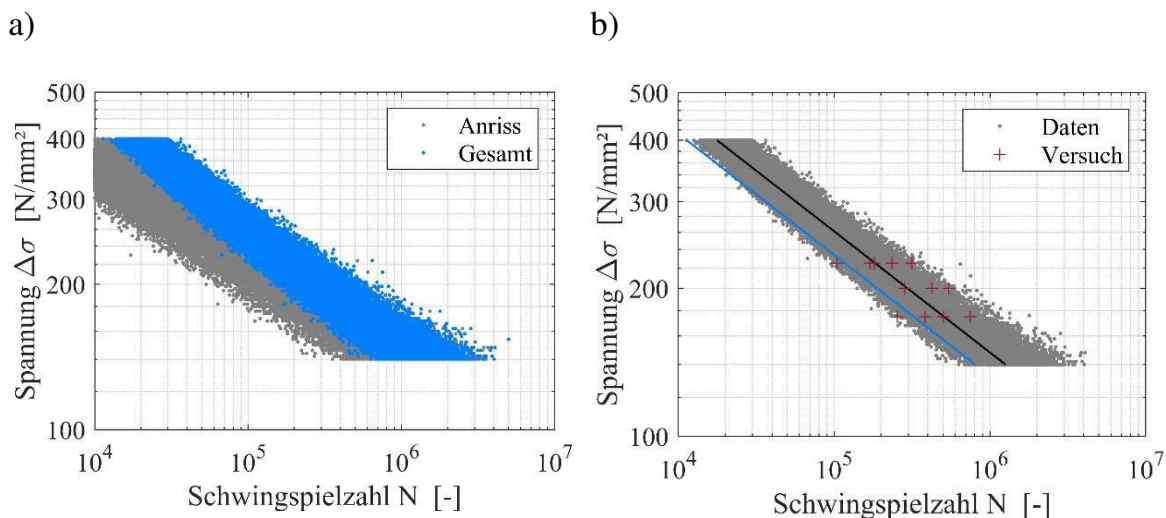 a)
500
400
300
200
100
Spannung Δσ [N/mm²]
Anriss
Gesamt
10⁴
10⁵
10⁶
10⁷
Schwingspielzahl N [-]
b)
500
400
300
200
100
Spannung Δσ [N/mm²]
Daten
Versuch
10⁴
10⁵
10⁶
10⁷
Schwingspielzahl N [-]